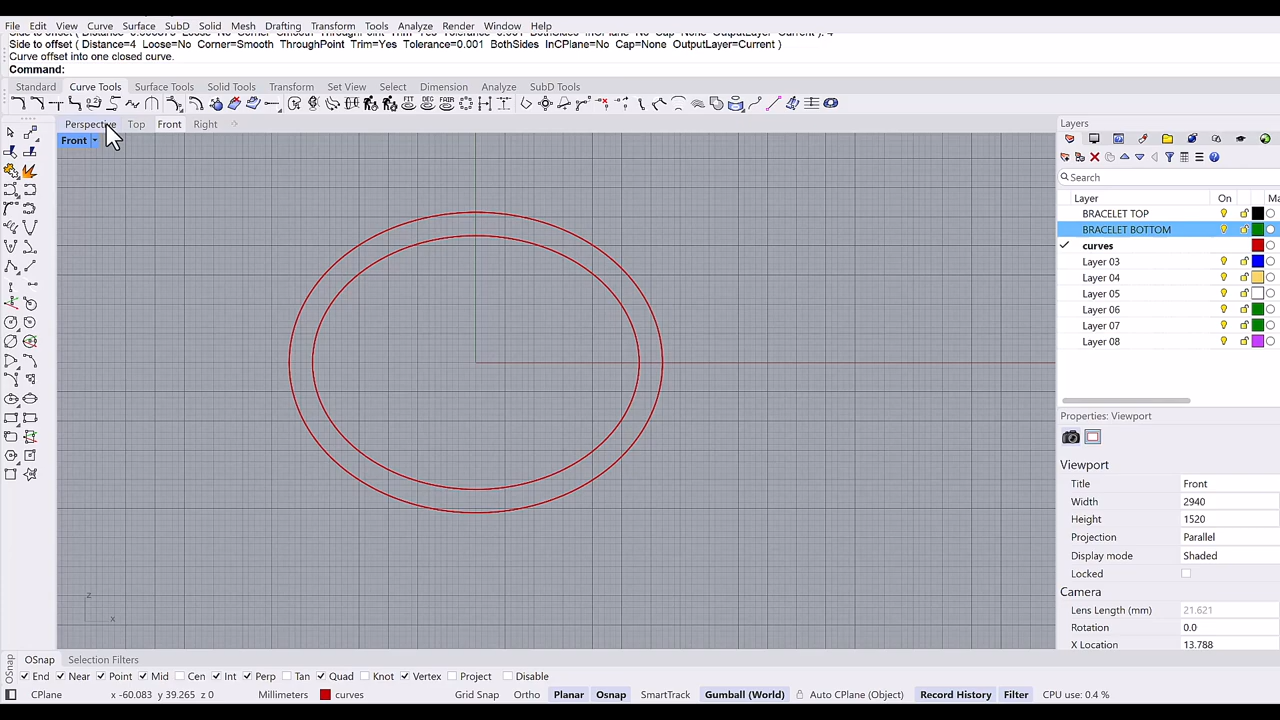 File Edit View Curve Surface SubD Solid Mesh Drafting Transform Tools Analyze Render Window Help
Side to offset ( Distance=4 Loose=No Corner=Smooth ThroughPoint Trim=Yes Tolerance=0.001 BothSides InCPlane=No Cap=None OutputLayer=Current )
Curve offset into one closed curve.
Command:
Standard Curve Tools Surface Tools Solid Tools Transform Set View Select Dimension Analyze SubD Tools
Perspective Top Front Right
Front
Layers
Search
Layer On Ma
BRACELET TOP
BRACELET BOTTOM
curves
Layer 03
Layer 04
Layer 05
Layer 06
Layer 07
Layer 08
Properties: Viewport
Viewport
Title Front
Width 2940
Height 1520
Projection Parallel
Display mode Shaded
Locked
Camera
Lens Length (mm) 21.621
Rotation 0.0
X Location 13.788
z
x
OSnap OSnap Selection Filters
End Near Point Mid Cen Int Perp Tan Quad Knot Vertex Project Disable
CPlane x -60.083 y 39.265 z 0 Millimeters curves Grid Snap Ortho Planar Osnap SmartTrack Gumball (World) Auto CPlane (Object) Record History Filter CPU use: 0.4 %